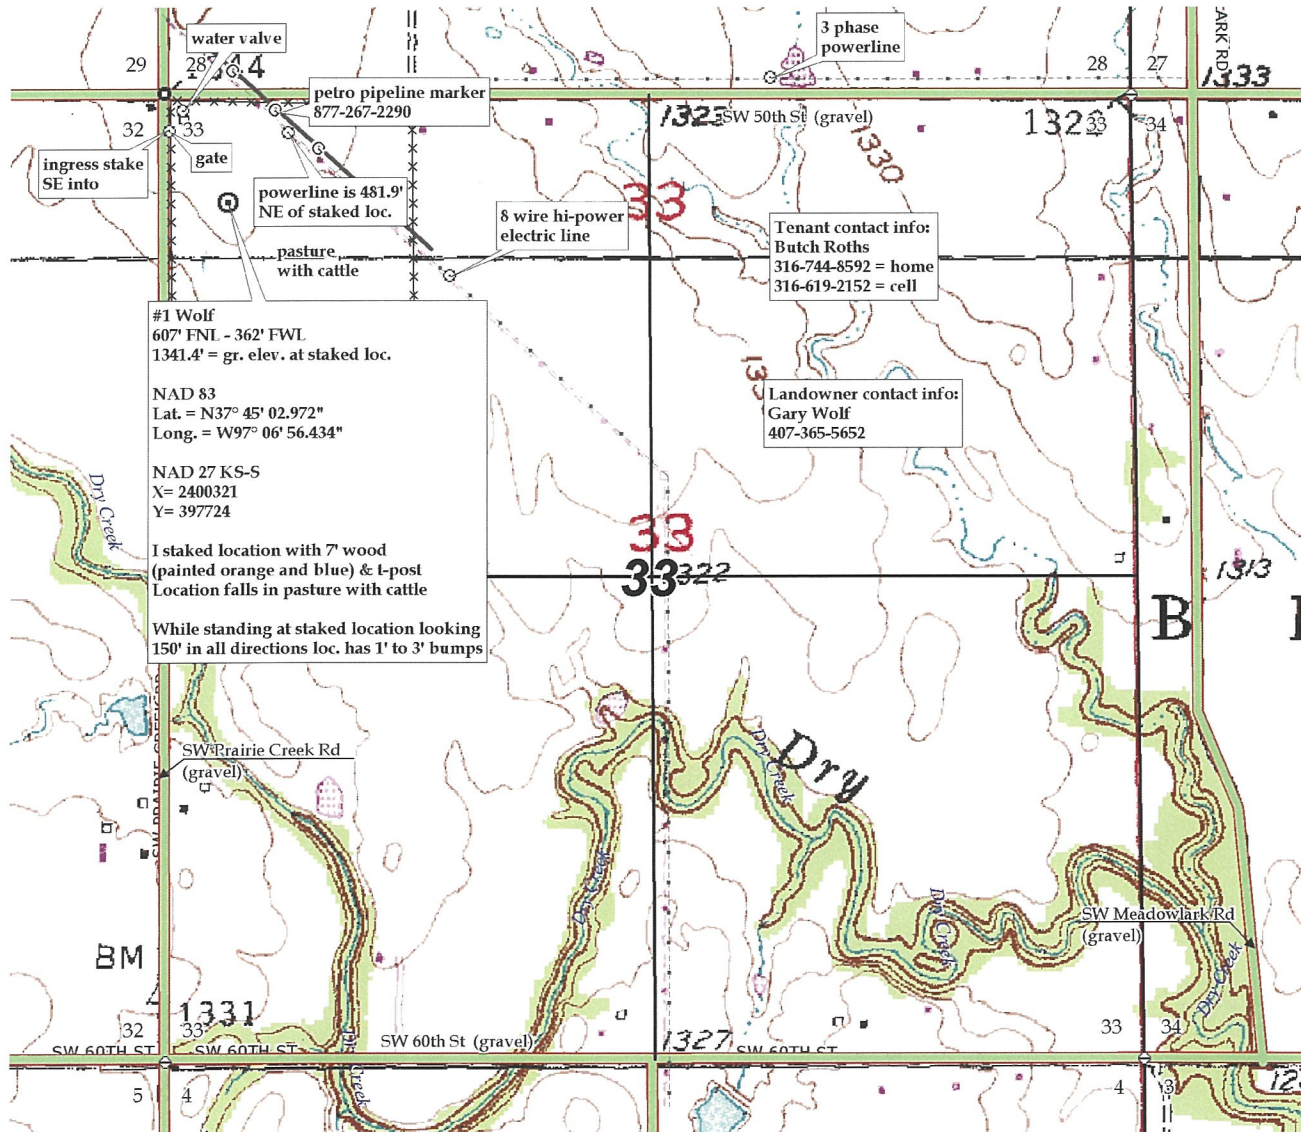 water valve
3 phase
powerline
ARK RD
29
28
28
27
1333
petro pipeline marker
877-267-2290
1323
SW 50th St (gravel)
1322
33
34
32
33
1330
ingress stake
SE into
gate
powerline is 481.9'
NE of staked loc.
33
8 wire hi-power
electric line
Tenant contact info:
Butch Roths
316-744-8592 = home
316-619-2152 = cell
pasture
with cattle
#1 Wolf
607' FNL - 362' FWL
1341.4' = gr. elev. at staked loc.
NAD 83
Lat. = N37° 45' 02.972"
Long. = W97° 06' 56.434"
NAD 27 KS-S
X= 2400321
Y= 397724
I staked location with 7' wood
(painted orange and blue) & t-post
Location falls in pasture with cattle
While standing at staked location looking
150' in all directions loc. has 1' to 3' bumps
Landowner contact info:
Gary Wolf
407-365-5652
Dry Creek
33
33
322
1313
B
SW Prairie Creek Rd
(gravel)
Dry Creek
Dry
Dry Creek
Dry Creek
SW Meadowlark Rd
(gravel)
Dry Creek
BM
1331
32
33
SW 60TH ST
SW 60TH ST
SW 60th St (gravel)
1327
SW 60TH ST
33
34
5
4
Creek
4
3